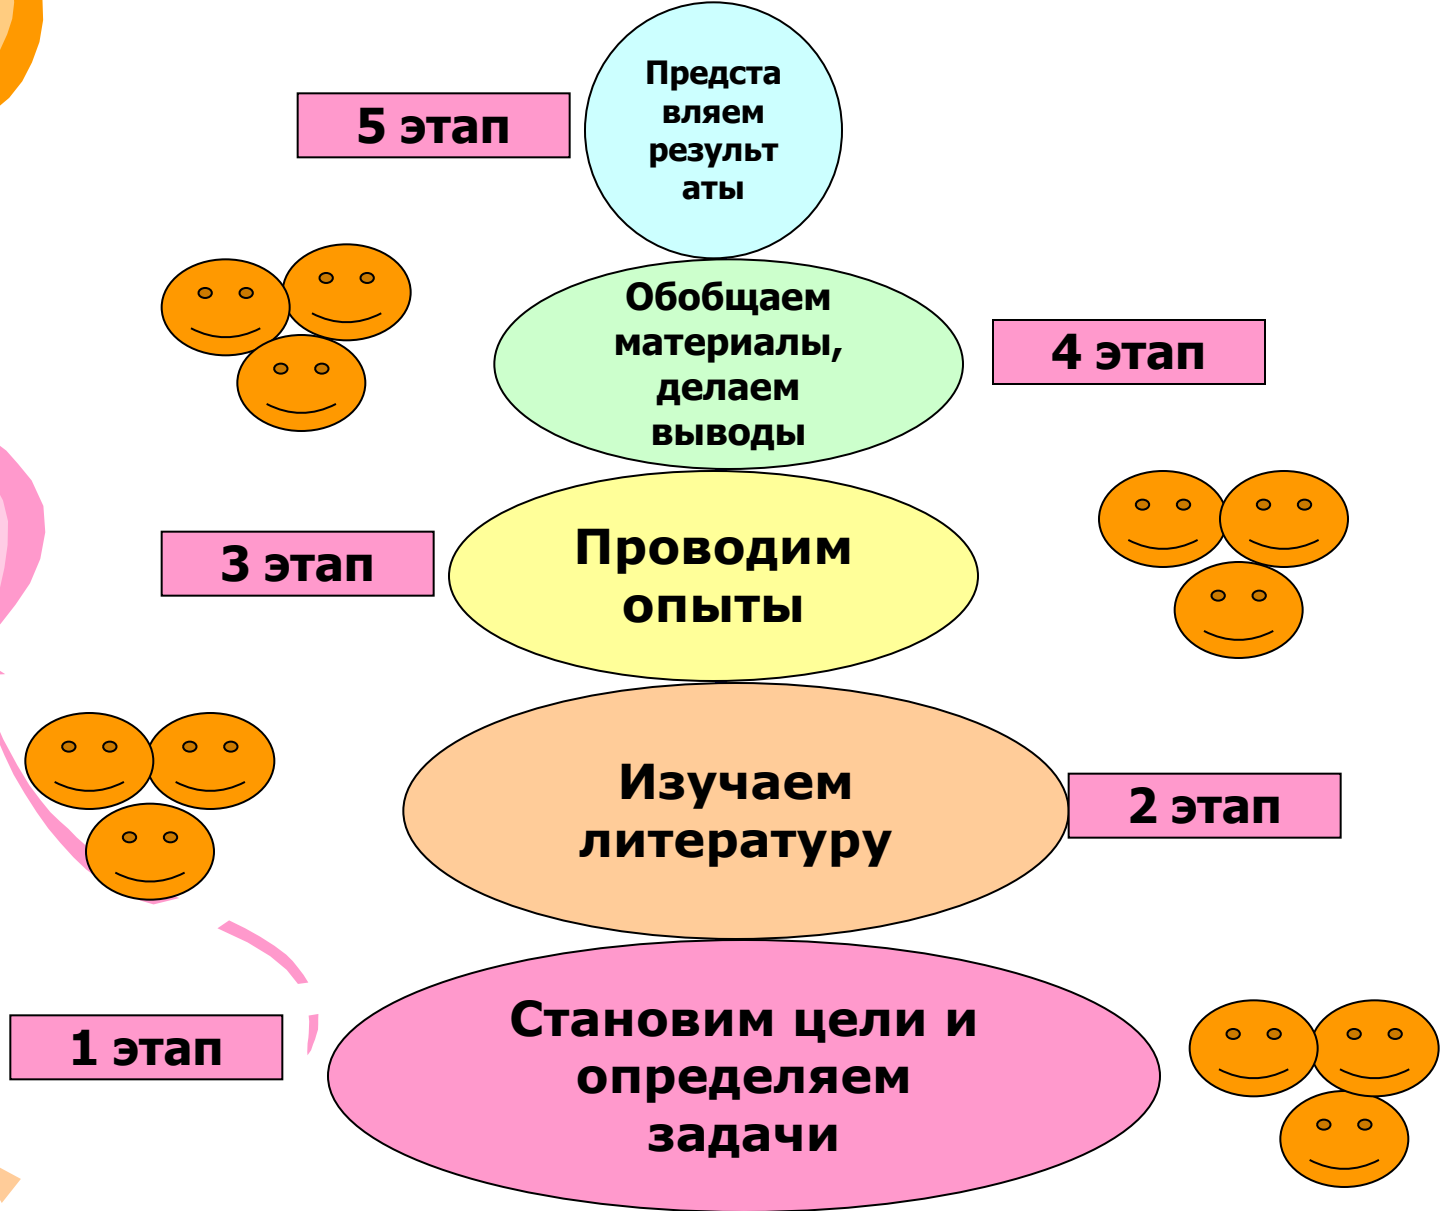 5 этап
Предста
вляем
результ
аты
Обобщаем
материалы,
делаем
выводы
4 этап
3 этап
Проводим
опыты
Изучаем
литературу
2 этап
1 этап
Становим цели и
определяем
задачи